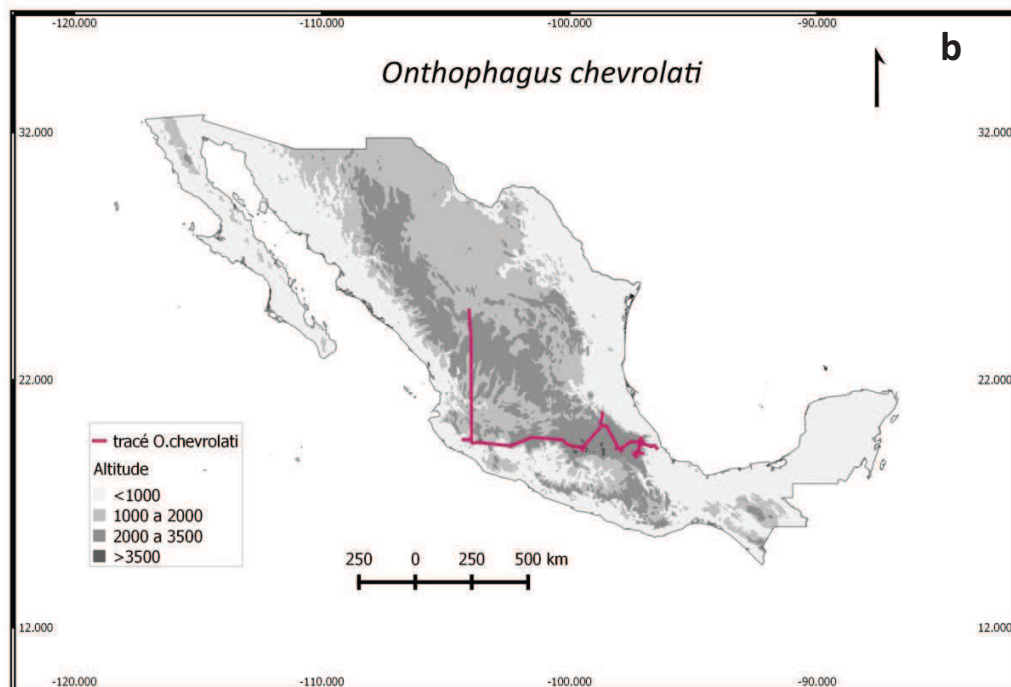 -120.000 -110.000 -100.000 -90.000
b
Onthophagus chevrolati
32.000 32.000
22.000 22.000
tracé O.chevrolati
Altitude
<1000
1000 a 2000
2000 a 3500
>3500
250 0 250 500 km
12.000 12.000
-120.000 -110.000 -100.000 -90.000